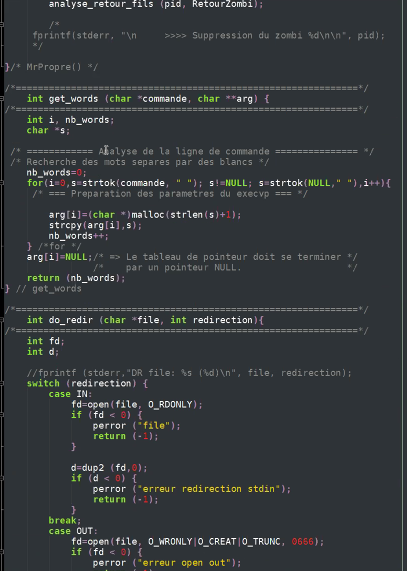 analyse_retour_fils (pid, RetourZombi);
/*
fprintf(stderr, "\n     >>>> Suppression du zombi %d\n\n", pid);
*/
}/* MrPropre() */
/*==============================================================*/
int get_words (char *commande, char **arg) {
/*==============================================================*/
int i, nb_words;
char *s;
/* ============ Analyse de la ligne de commande =============== */
/* Recherche des mots separes par des blancs */
nb_words=0;
for(i=0,s=strtok(commande, " "); s!=NULL; s=strtok(NULL," "),i++){
/* === Preparation des parametres du execvp === */
arg[i]=(char *)malloc(strlen(s)+1);
strcpy(arg[i],s);
nb_words++;
} /*for */
arg[i]=NULL;/* => Le tableau de pointeur doit se terminer */
/*    par un pointeur NULL.                   */
return (nb_words);
} // get_words
/*==============================================================*/
int do_redir (char *file, int redirection){
/*==============================================================*/
int fd;
int d;
//fprintf (stderr,"DR file: %s (%d)\n", file, redirection);
switch (redirection) {
case IN:
fd=open(file, O_RDONLY);
if (fd < 0) {
perror ("file");
return (-1);
}
d=dup2 (fd,0);
if (d < 0) {
perror ("erreur redirection stdin");
return (-1);
}
break;
case OUT:
fd=open(file, O_WRONLY|O_CREAT|O_TRUNC, 0666);
if (fd < 0) {
perror ("erreur open out");